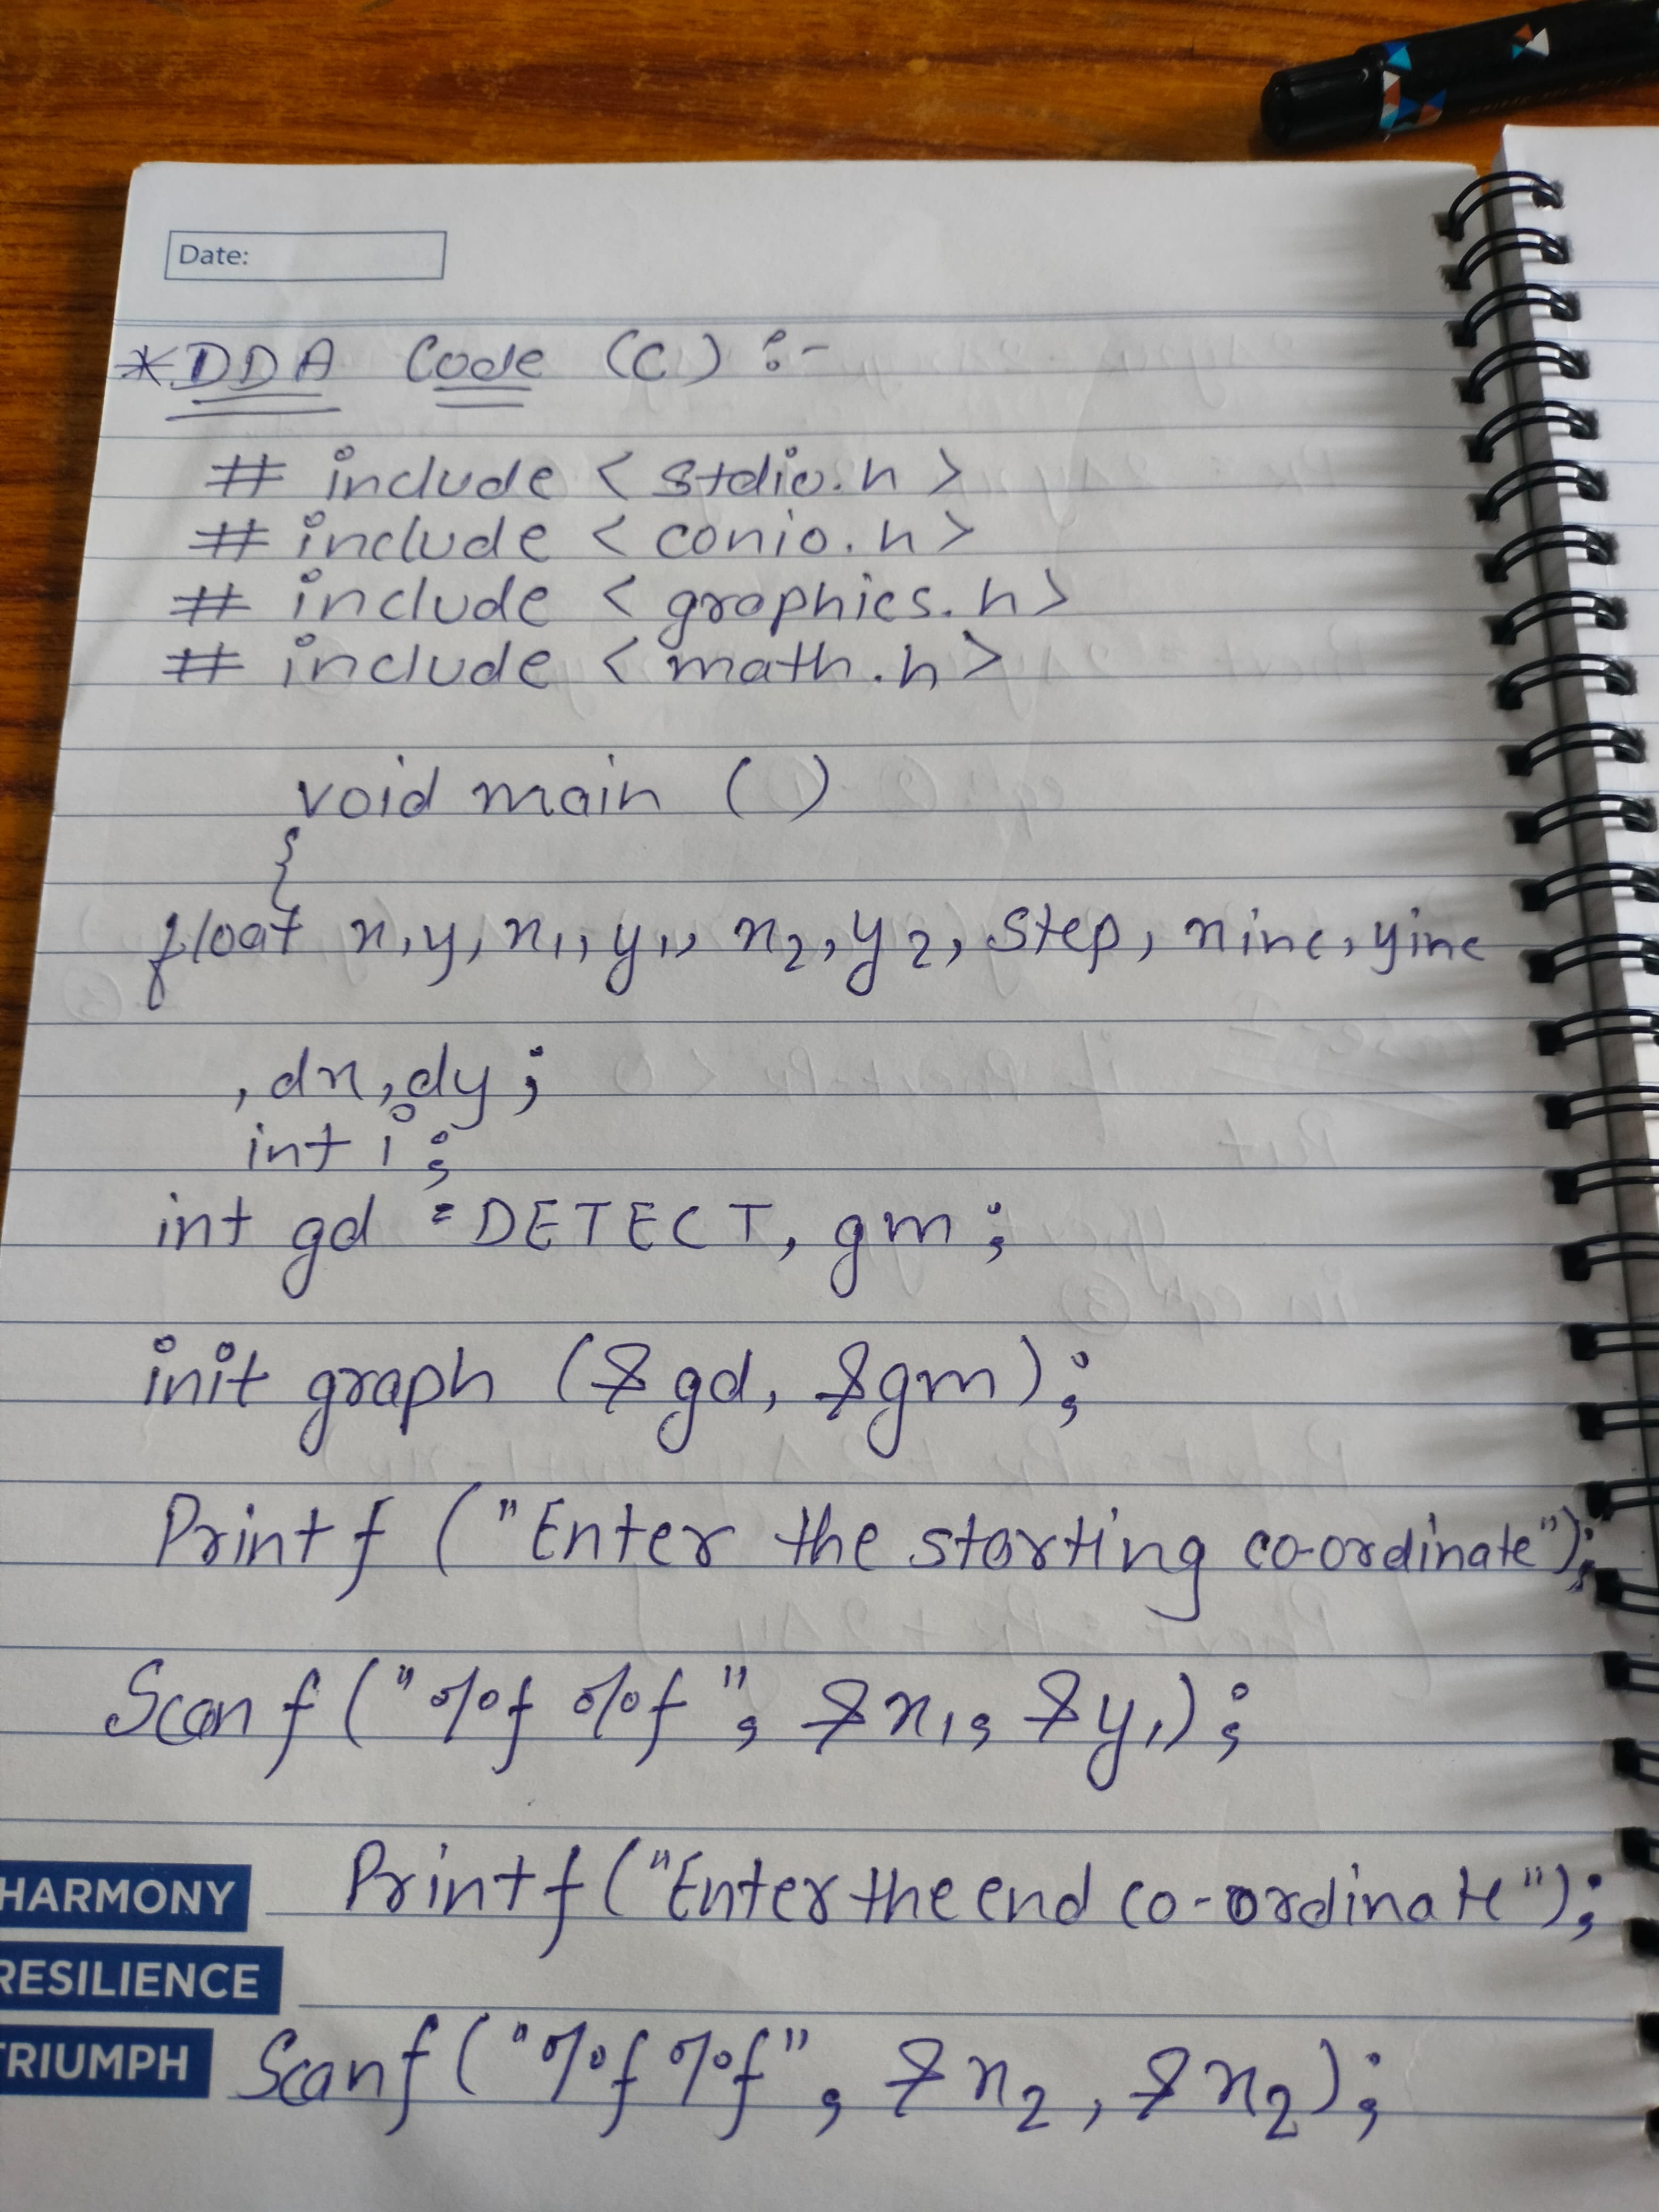 Date:
* DDA Code (C) :-
# include < stdio.h >
# include < conio.h >
# include < graphics.h >
# include < math.h >
void main ( )
{
float x, y, x1, y1, x2, y2, step, xinc, yinc
, dx, dy ;
int i ;
int gd = DETECT, gm ;
init graph (& gd, &gm) ;
Printf ("Enter the starting co-ordinate");
Scanf ("%f %f", &x1, &y1) ;
HARMONY
Printf ("Enter the end co-ordinate") ;
RESILIENCE
TRIUMPH
Scanf ("%f %f", &x2, &x2) ;